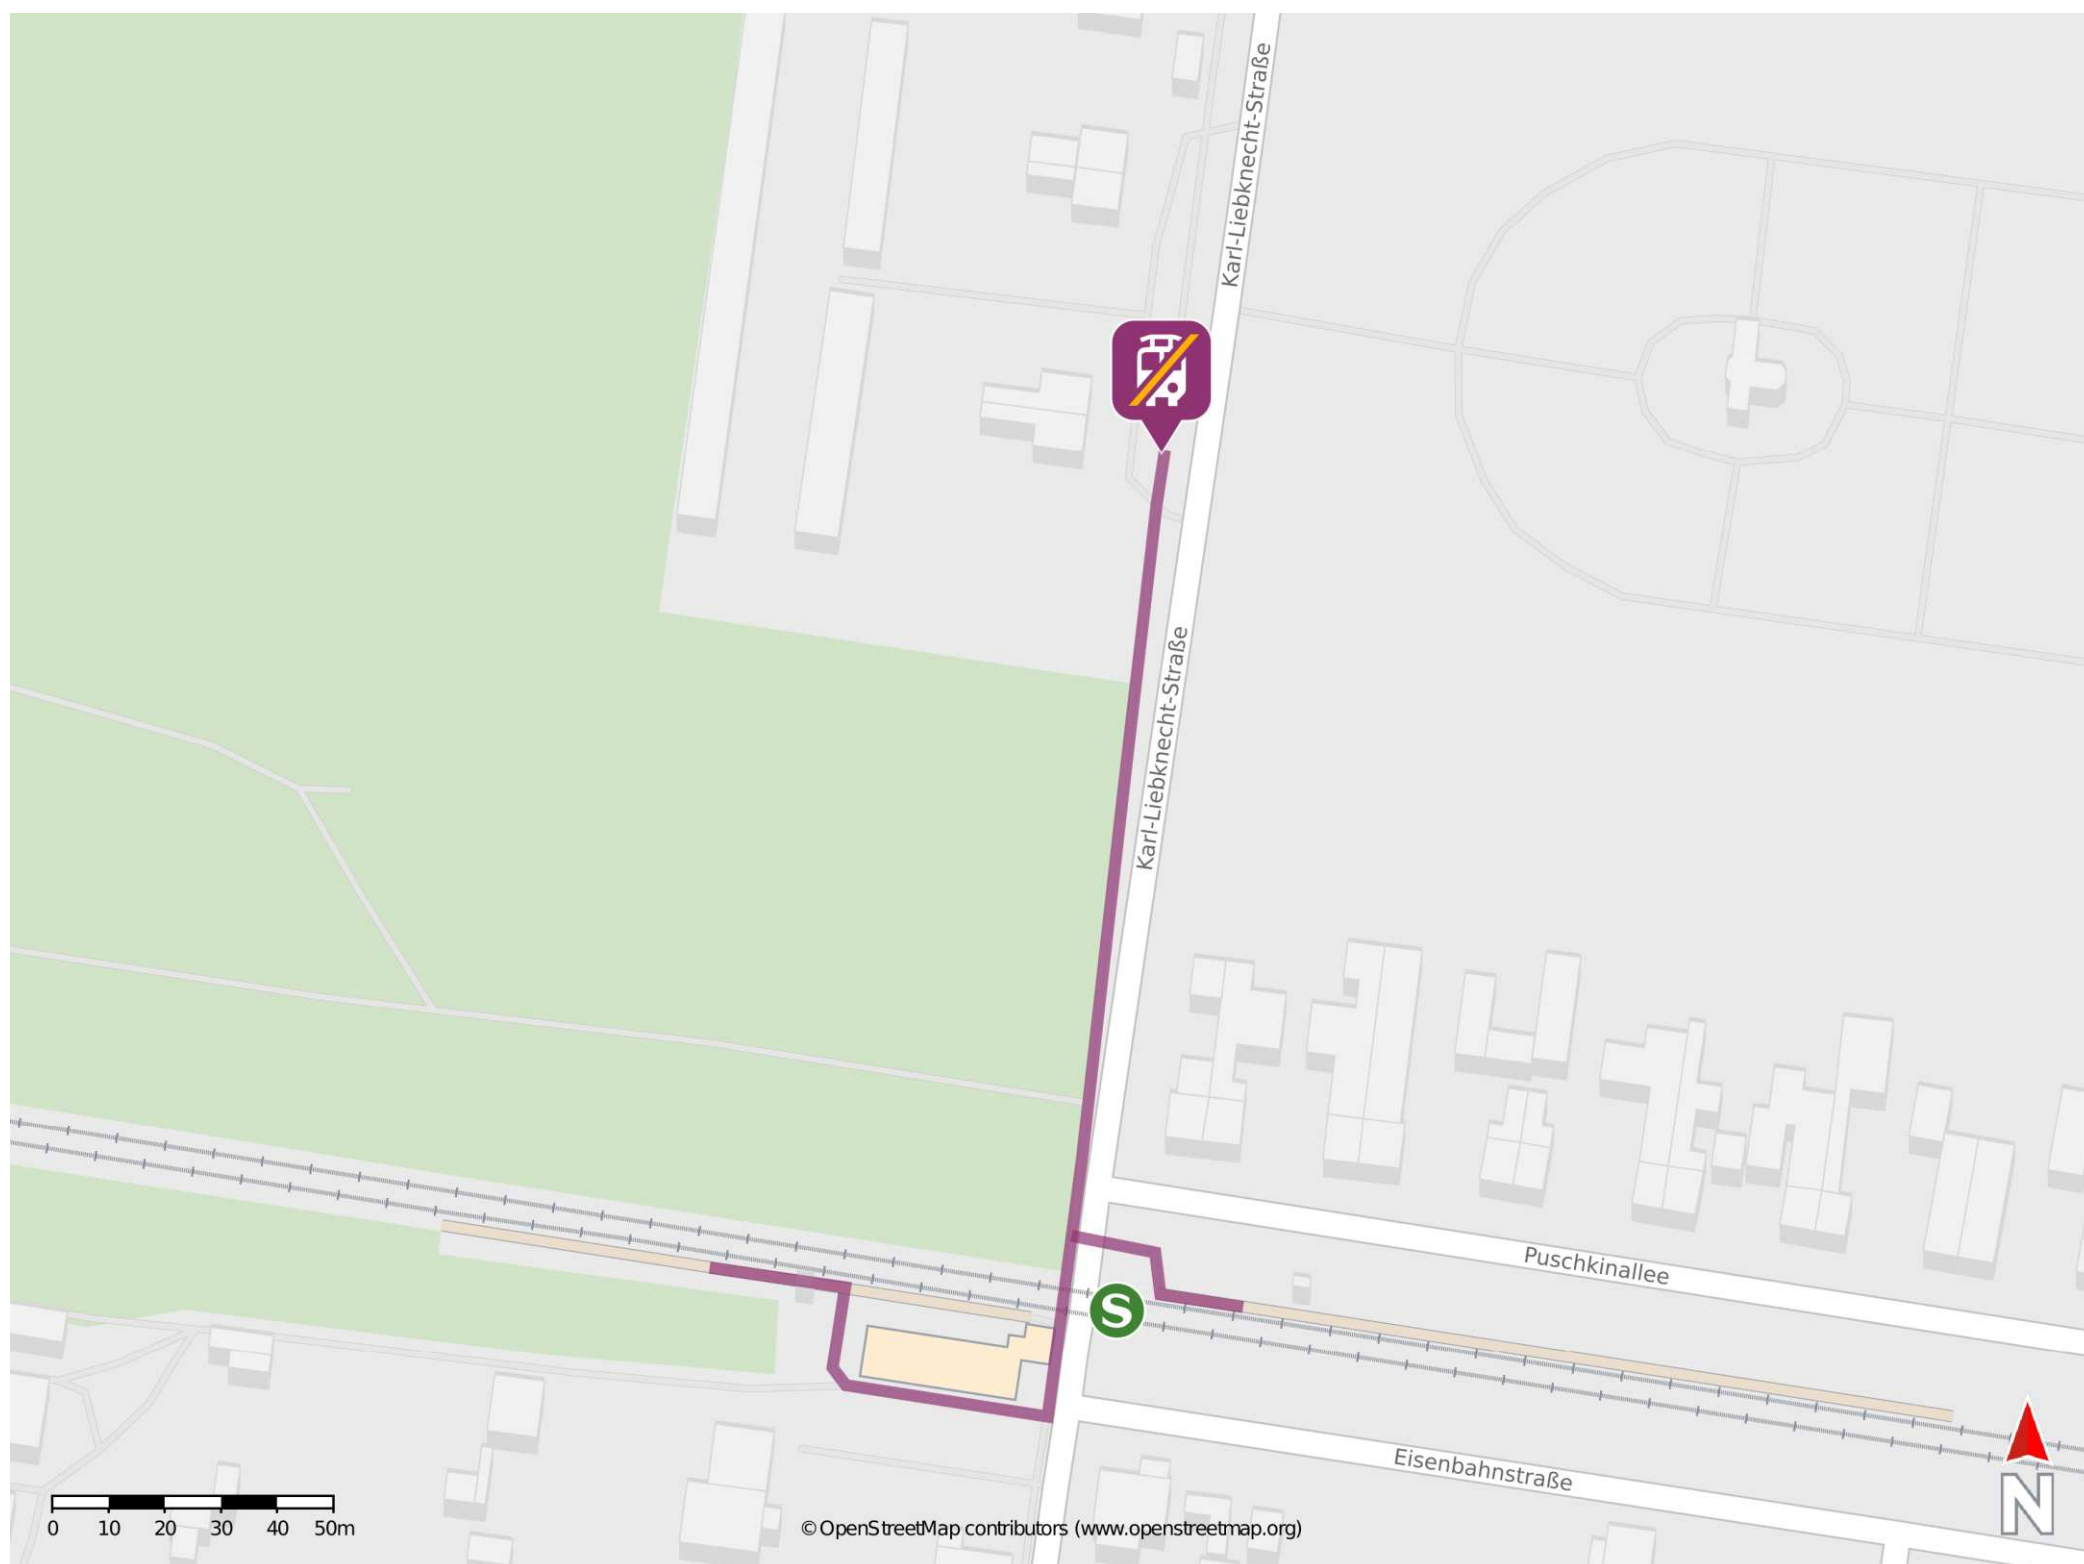 Karl-Liebknecht-Straße
Karl-Liebknecht-Straße
Puschkinallee
S
Eisenbahnstraße
N
0 10 20 30 40 50m
© OpenStreetMap contributors (www.openstreetmap.org)